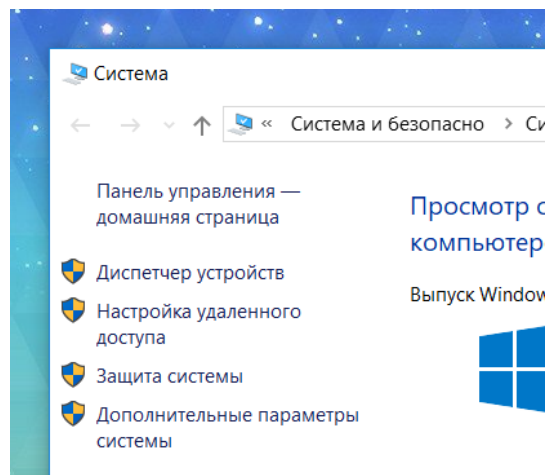 Система
« Система и безопасно > Си
Панель управления —
домашняя страница
Диспетчер устройств
Настройка удаленного
доступа
Защита системы
Дополнительные параметры
системы
Просмотр о
компьютер
Выпуск Window